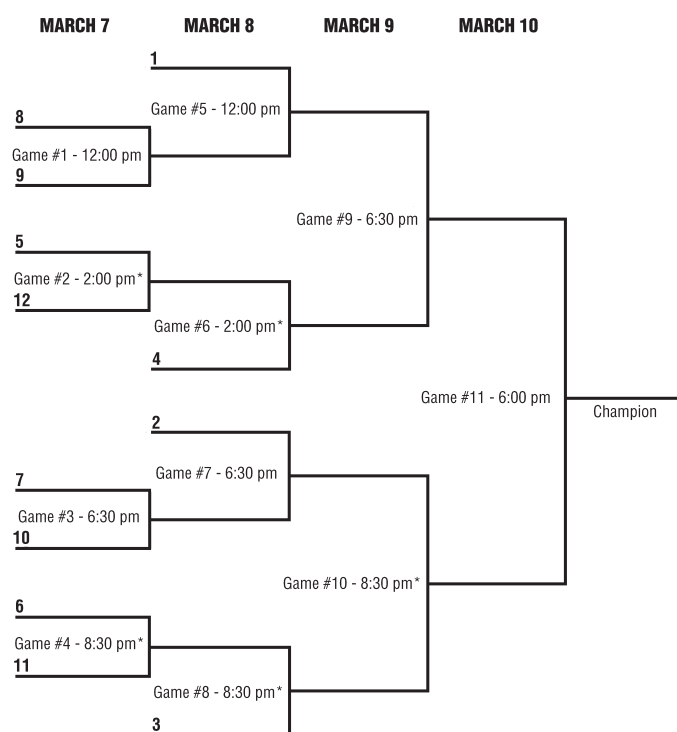 MARCH 7 MARCH 8 MARCH 9 MARCH 10
1
Game #5 - 12:00 pm
8
Game #1 - 12:00 pm
9
Game #9 - 6:30 pm
5
Game #2 - 2:00 pm*
12
Game #6 - 2:00 pm*
4
Game #11 - 6:00 pm
Champion
2
Game #7 - 6:30 pm
7
Game #3 - 6:30 pm
10
Game #10 - 8:30 pm*
6
Game #4 - 8:30 pm*
11
Game #8 - 8:30 pm*
3